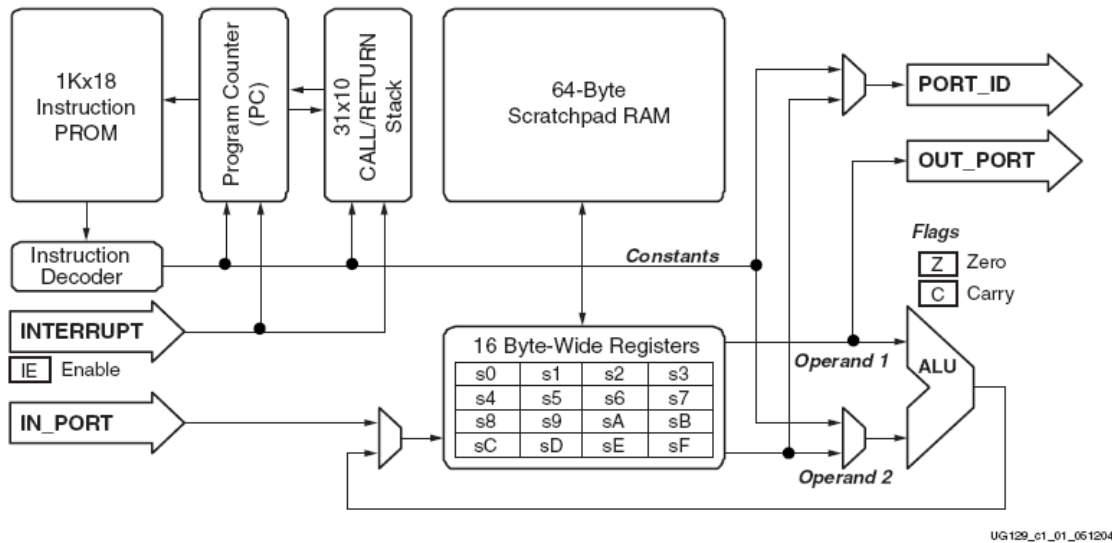 1Kx18
Instruction
PROM
Program Counter
(PC)
31x10
CALL/RETURN
Stack
64-Byte
Scratchpad RAM
PORT_ID
OUT_PORT
Instruction
Decoder
Constants
Flags
Z Zero
C Carry
INTERRUPT
IE Enable
IN_PORT
16 Byte-Wide Registers
s0 s1 s2 s3
s4 s5 s6 s7
s8 s9 sA sB
sC sD sE sF
Operand 1
ALU
Operand 2
UG129_c1_01_051204